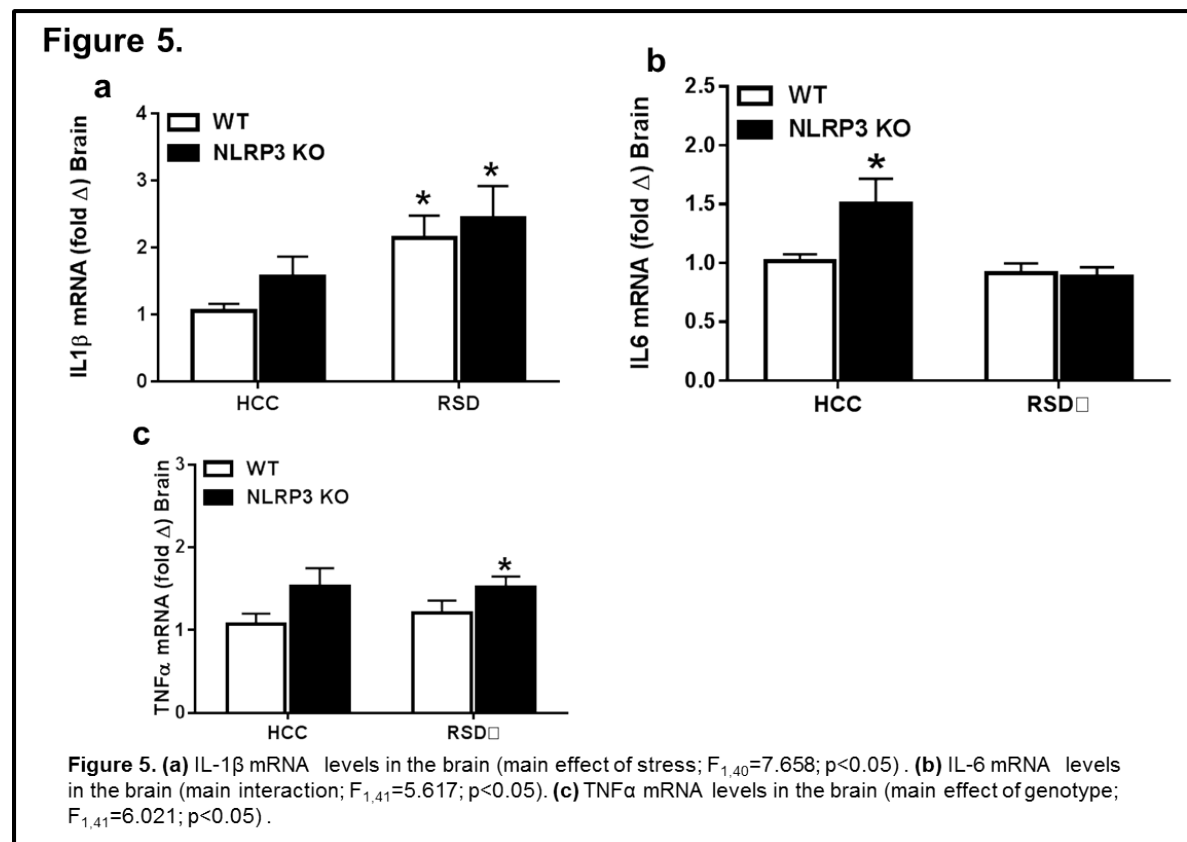 Figure 5.
a
WT
NLRP3 KO
IL1β mRNA (fold Δ) Brain
4
3
2
1
0
*
*
HCC
RSD
b
WT
NLRP3 KO
IL6 mRNA (fold Δ) Brain
2.5
2.0
1.5
1.0
0.5
0.0
*
HCC
RSD□
c
WT
NLRP3 KO
TNFα mRNA (fold Δ) Brain
3
2
1
0
*
HCC
RSD□
Figure 5. (a) IL-1β mRNA levels in the brain (main effect of stress; F1,40=7.658; p<0.05) . (b) IL-6 mRNA levels
in the brain (main interaction; F1,41=5.617; p<0.05). (c) TNFα mRNA levels in the brain (main effect of genotype;
F1,41=6.021; p<0.05) .